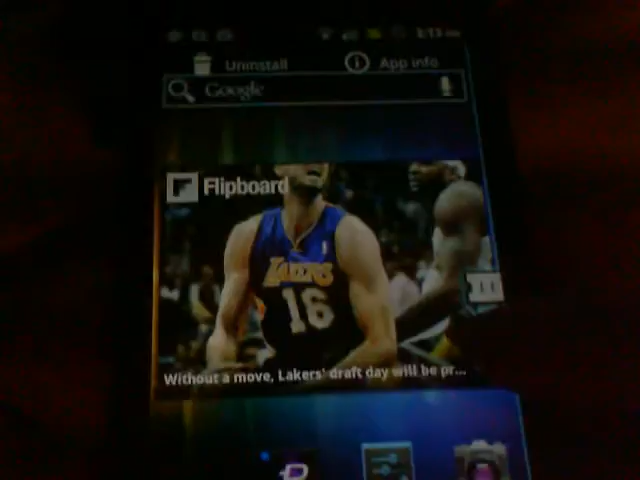 Uninstall
App info
Google
Flipboard
LAKERS
16
Without a move, Lakers' draft day will be pr...